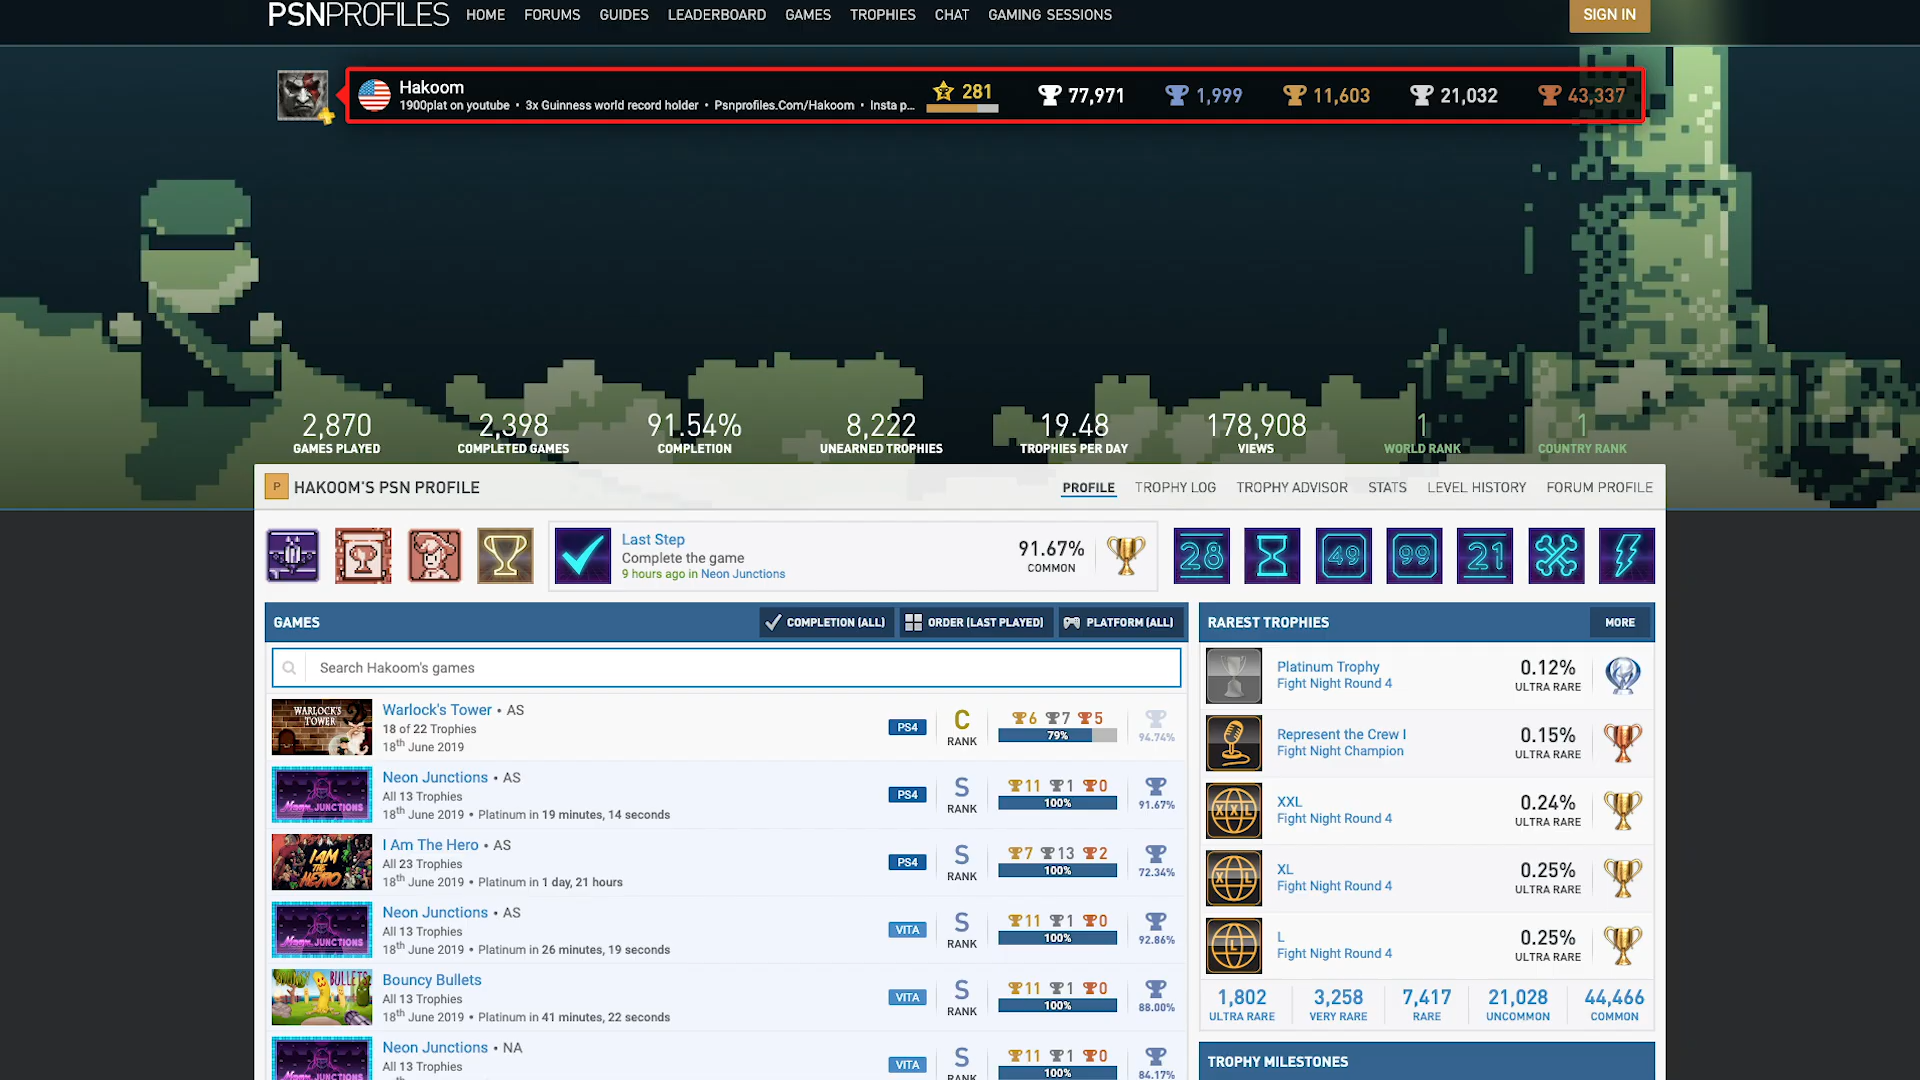 PSNPROFILES HOME FORUMS GUIDES LEADERBOARD GAMES TROPHIES CHAT GAMING SESSIONS SIGN IN
Hakoom
1900plat on youtube • 3x Guinness world record holder • Psnprofiles.Com/Hakoom • Insta p...
281 77,971 1,999 11,603 21,032 43,337
2,870 2,398 91.54% 8,222 19.48 178,908 1 1
GAMES PLAYED COMPLETED GAMES COMPLETION UNEARNED TROPHIES TROPHIES PER DAY VIEWS WORLD RANK COUNTRY RANK
P HAKOOM'S PSN PROFILE PROFILE TROPHY LOG TROPHY ADVISOR STATS LEVEL HISTORY FORUM PROFILE
Last Step
Complete the game
9 hours ago in Neon Junctions
91.67%
COMMON
28 49 99 21
GAMES COMPLETION (ALL) ORDER (LAST PLAYED) PLATFORM (ALL)
Search Hakoom's games
WARLOCK'S TOWER
Warlock's Tower • AS
18 of 22 Trophies
18th June 2019
PS4 C RANK 6 7 5 79% 94.74%
Neon JUNCTIONS
Neon Junctions • AS
All 13 Trophies
18th June 2019 • Platinum in 19 minutes, 14 seconds
PS4 S RANK 11 1 0 100% 91.67%
I AM THE HERO
I Am The Hero • AS
All 23 Trophies
18th June 2019 • Platinum in 1 day, 21 hours
PS4 S RANK 7 13 2 100% 72.34%
Neon JUNCTIONS
Neon Junctions • AS
All 13 Trophies
18th June 2019 • Platinum in 26 minutes, 19 seconds
VITA S RANK 11 1 0 100% 92.86%
BOUNCY BULLETS
Bouncy Bullets
All 13 Trophies
18th June 2019 • Platinum in 41 minutes, 22 seconds
VITA S RANK 11 1 0 100% 88.00%
Neon JUNCTIONS
Neon Junctions • NA
All 13 Trophies
VITA S RANK 11 1 0 100% 84.17%
RAREST TROPHIES MORE
Platinum Trophy
Fight Night Round 4
0.12%
ULTRA RARE
Represent the Crew I
Fight Night Champion
0.15%
ULTRA RARE
XXL
XXL
Fight Night Round 4
0.24%
ULTRA RARE
XL
XL
Fight Night Round 4
0.25%
ULTRA RARE
L
L
Fight Night Round 4
0.25%
ULTRA RARE
1,802 3,258 7,417 21,028 44,466
ULTRA RARE VERY RARE RARE UNCOMMON COMMON
TROPHY MILESTONES